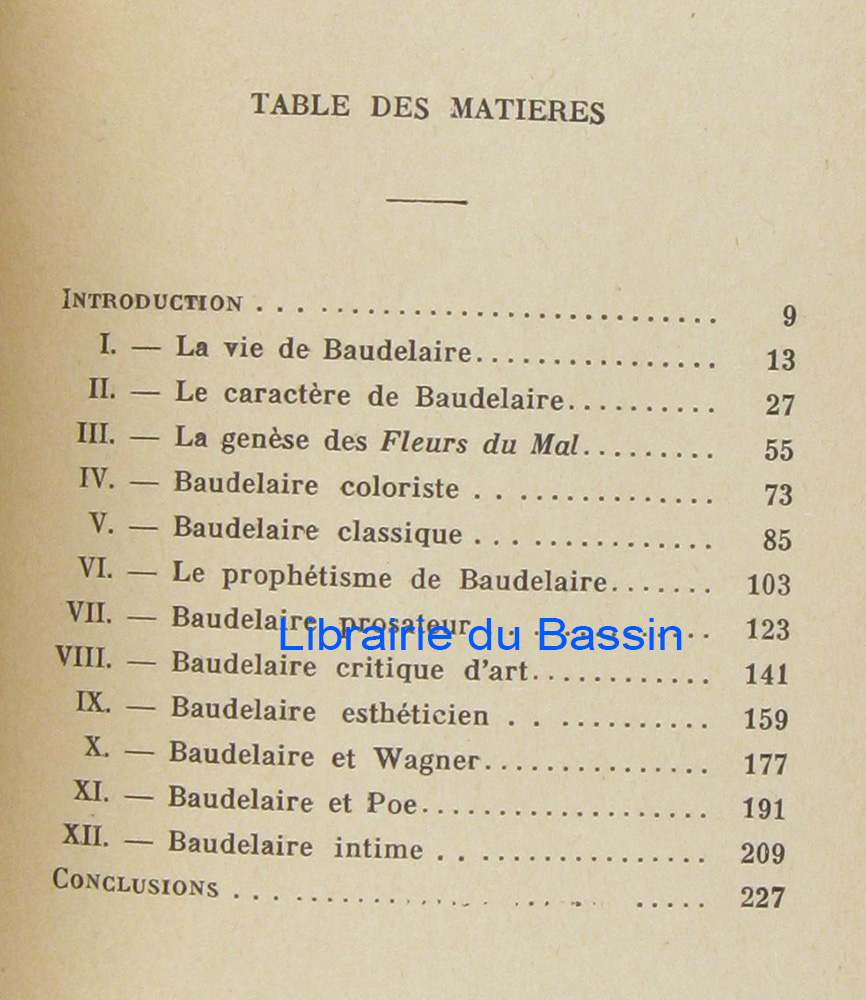 TABLE DES MATIERES
INTRODUCTION . . . . . . . . . . . . . . . . . . . . . . . . . . . . 9
I. — La vie de Baudelaire. . . . . . . . . . . . . . . . 13
II. — Le caractère de Baudelaire. . . . . . . . . . 27
III. — La genèse des Fleurs du Mal. . . . . . . . . 55
IV. — Baudelaire coloriste . . . . . . . . . . . . . . . 73
V. — Baudelaire classique . . . . . . . . . . . . . . . 85
VI. — Le prophétisme de Baudelaire. . . . . . . 103
VII. — Baudelaire prosateur. . . . . . . . . . . . . . 123
Librairie du Bassin
VIII. — Baudelaire critique d'art. . . . . . . . . . . . 141
IX. — Baudelaire esthéticien . . . . . . . . . . . 159
X. — Baudelaire et Wagner. . . . . . . . . . . . . . . 177
XI. — Baudelaire et Poe. . . . . . . . . . . . . . . . . . 191
XII. — Baudelaire intime . . . . . . . . . . . . . . . . 209
CONCLUSIONS . . . . . . . . . . . . . . . . . . . . . . . . . 227